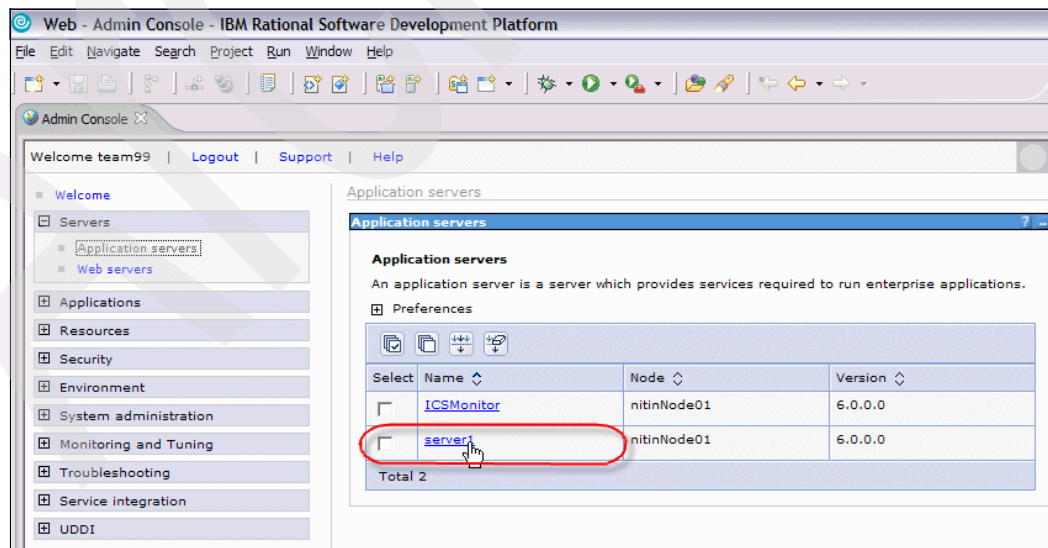 Web - Admin Console - IBM Rational Software Development Platform
File Edit Navigate Search Project Run Window Help
Admin Console
Welcome team99 | Logout | Support | Help
Welcome
Servers
Application servers
Web servers
Applications
Resources
Security
Environment
System administration
Monitoring and Tuning
Troubleshooting
Service integration
UDDI
Application servers
Application servers ? -
Application servers
An application server is a server which provides services required to run enterprise applications.
Preferences
Select Name Node Version
ICSMonitor nitinNode01 6.0.0.0
server1 nitinNode01 6.0.0.0
Total 2